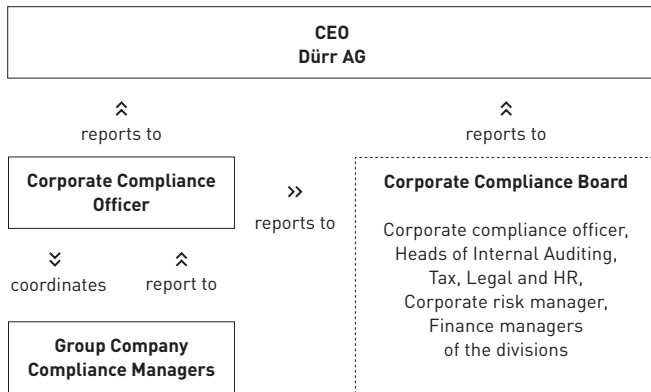 CEO
Dürr AG
reports to
reports to
Corporate Compliance
Officer
reports to
coordinates
report to
Group Company
Compliance Managers
Corporate Compliance Board
Corporate compliance officer,
Heads of Internal Auditing,
Tax, Legal and HR,
Corporate risk manager,
Finance managers
of the divisions